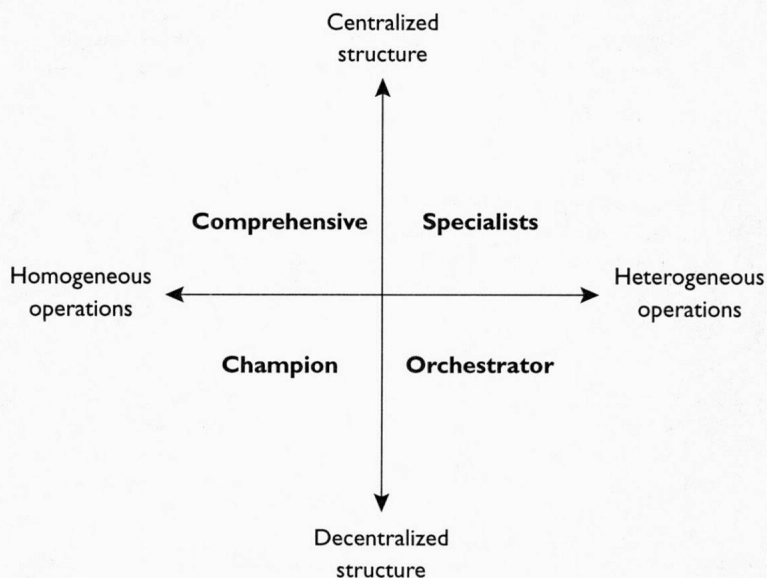 Centralized
structure
Comprehensive
Specialists
Homogeneous
operations
Heterogeneous
operations
Champion
Orchestrator
Decentralized
structure